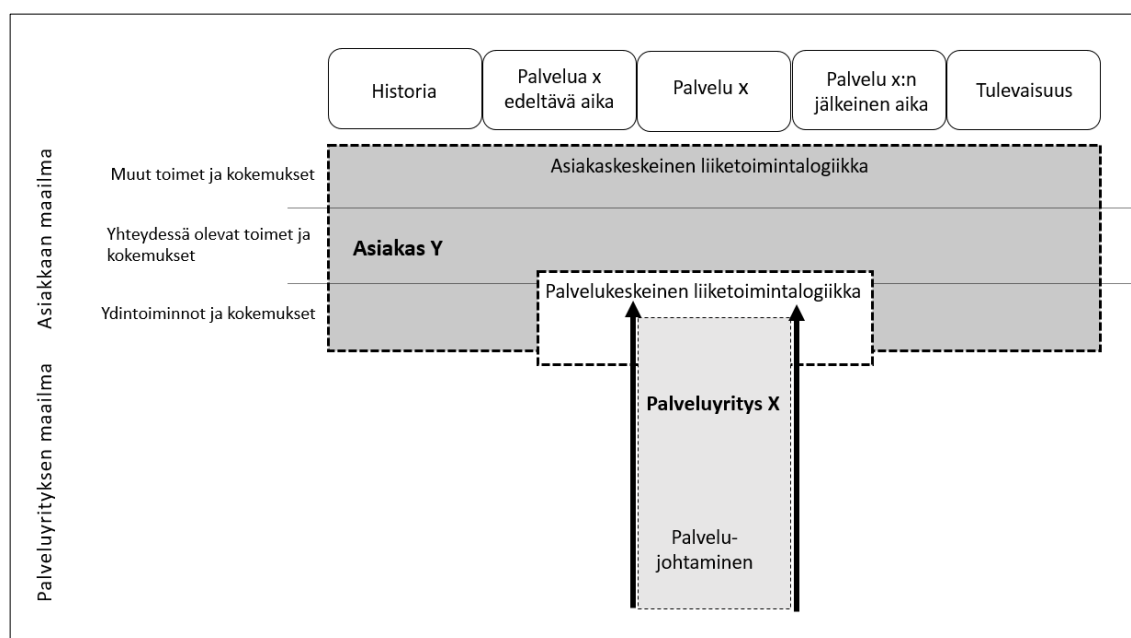 Historia
Palvelua x
edeltävä aika
Palvelu x
Palvelu x:n
jälkeinen aika
Tulevaisuus
Asiakkaan maailma
Muut toimet ja kokemukset
Asiakaskeskeinen liiketoimintalogiikka
Yhteydessä olevat toimet ja
kokemukset
Asiakas Y
Ydintoiminnot ja kokemukset
Palvelukeskeinen liiketoimintalogiikka
Palveluyrityksen maailma
Palveluyritys X
Palvelu-
johtaminen